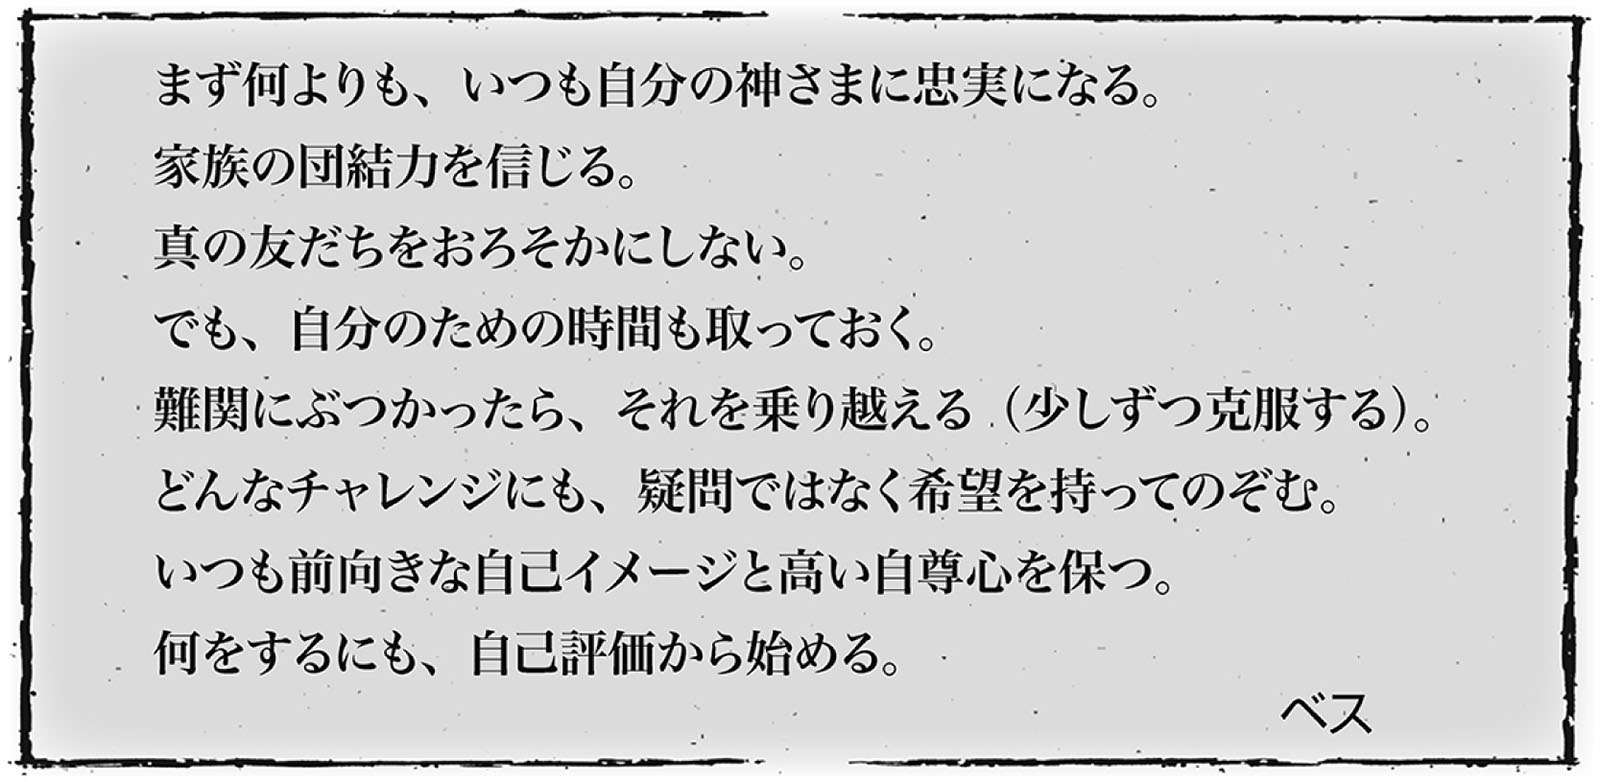 まず何よりも、いつも自分の神さまに忠実になる。
家族の団結力を信じる。
真の友だちをおろそかにしない。
でも、自分のための時間も取っておく。
難関にぶつかったら、それを乗り越える（少しずつ克服する）。
どんなチャレンジにも、疑問ではなく希望を持ってのぞむ。
いつも前向きな自己イメージと高い自尊心を保つ。
何をするにも、自己評価から始める。
ベス